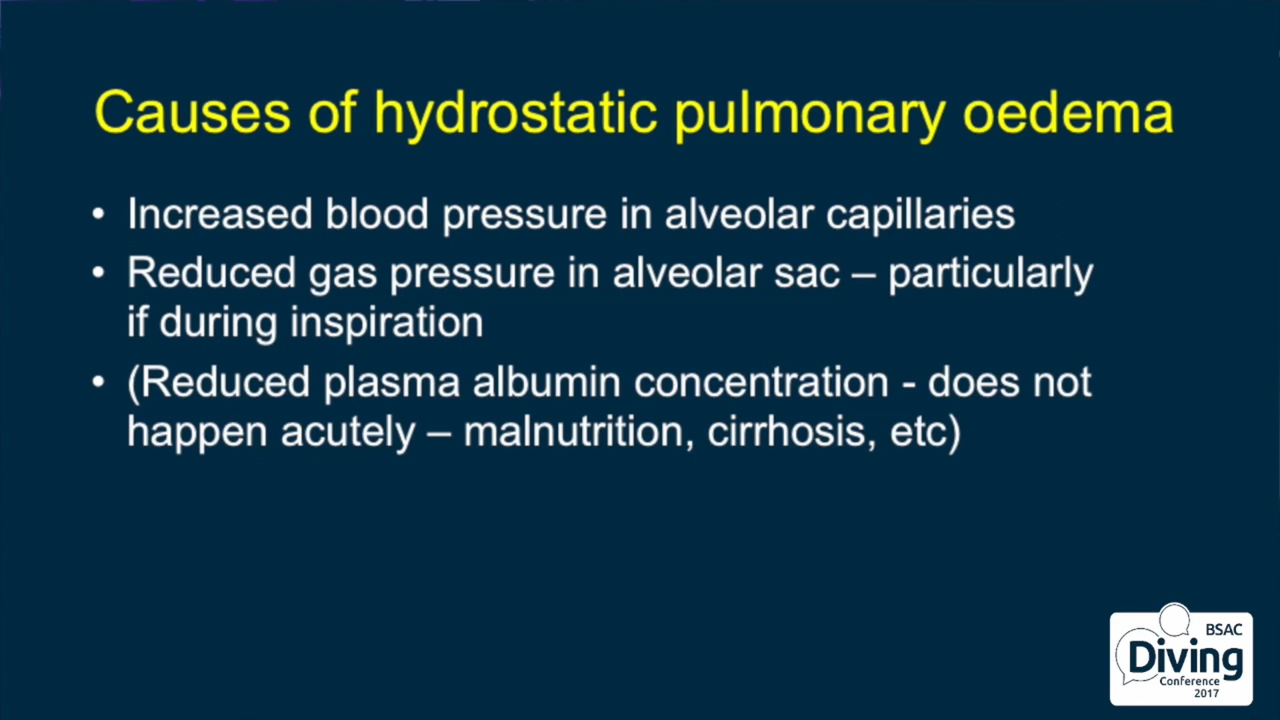 Causes of hydrostatic pulmonary oedema
• Increased blood pressure in alveolar capillaries
• Reduced gas pressure in alveolar sac – particularly
if during inspiration
• (Reduced plasma albumin concentration - does not
happen acutely – malnutrition, cirrhosis, etc)
BSAC
Diving
Conference
2017